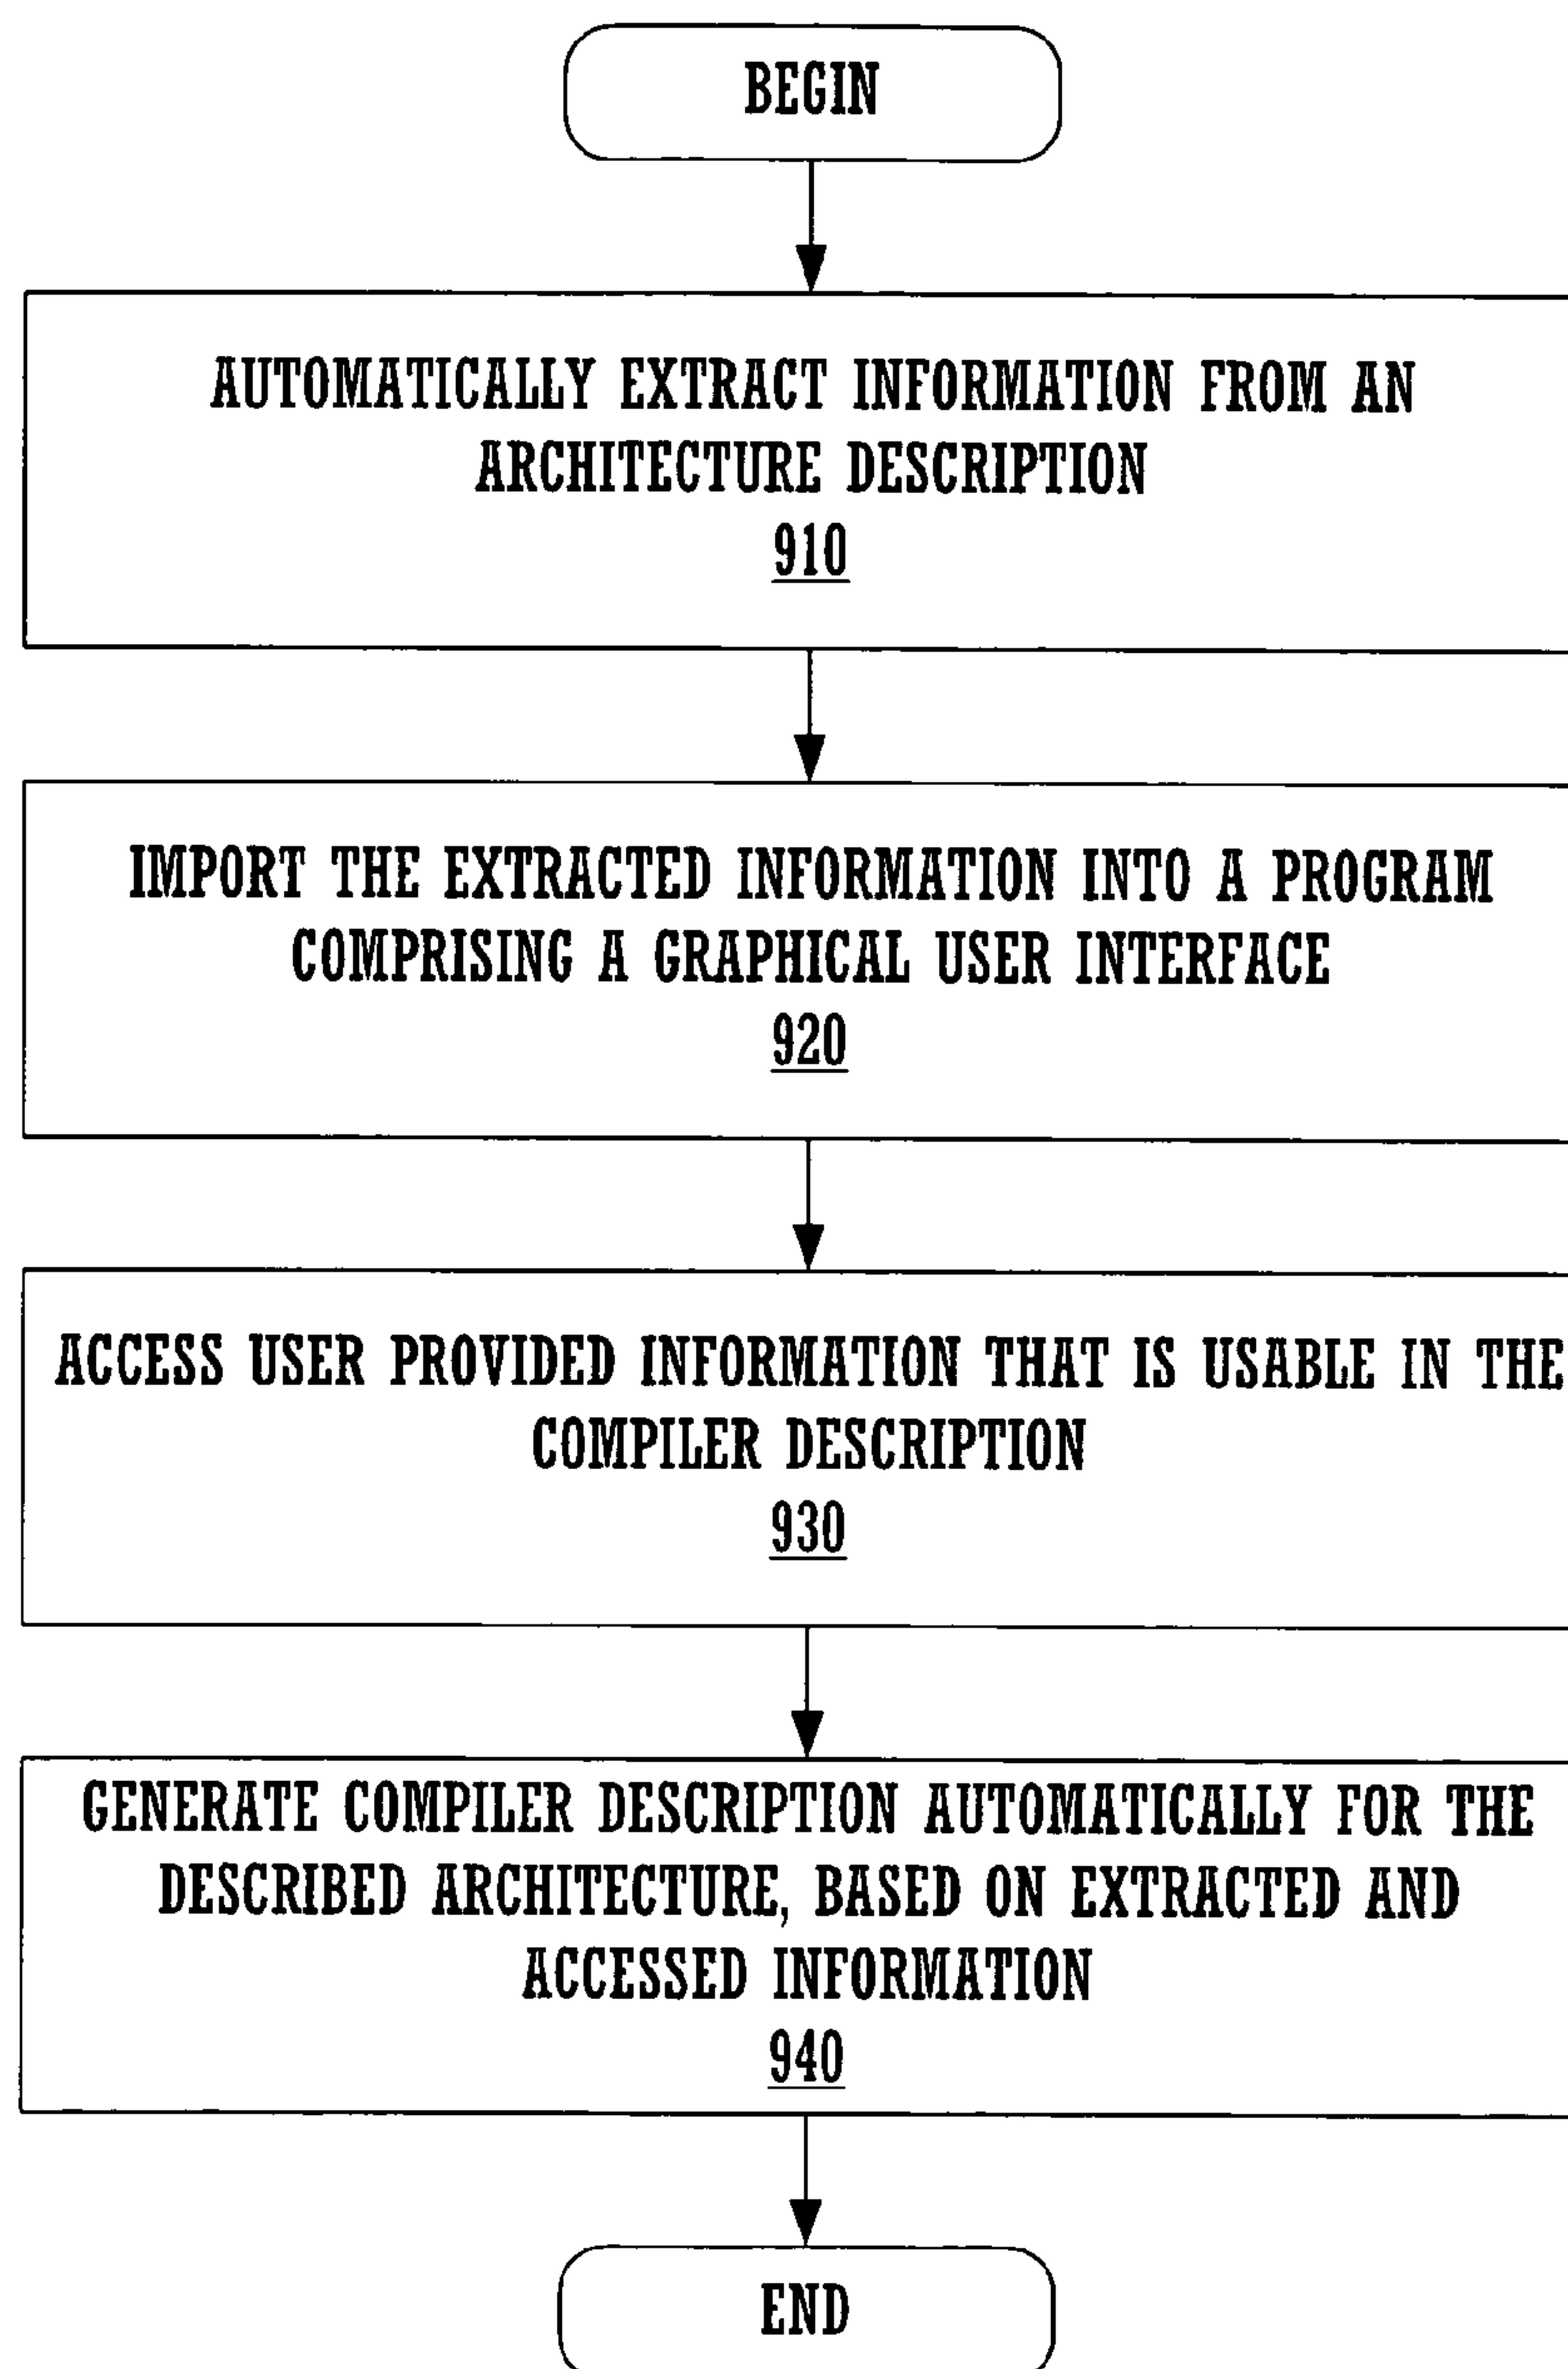 BEGIN
AUTOMATICALLY EXTRACT INFORMATION FROM AN
ARCHITECTURE DESCRIPTION
910
IMPORT THE EXTRACTED INFORMATION INTO A PROGRAM
COMPRISING A GRAPHICAL USER INTERFACE
920
ACCESS USER PROVIDED INFORMATION THAT IS USABLE IN THE
COMPILER DESCRIPTION
930
GENERATE COMPILER DESCRIPTION AUTOMATICALLY FOR THE
DESCRIBED ARCHITECTURE, BASED ON EXTRACTED AND
ACCESSED INFORMATION
940
END